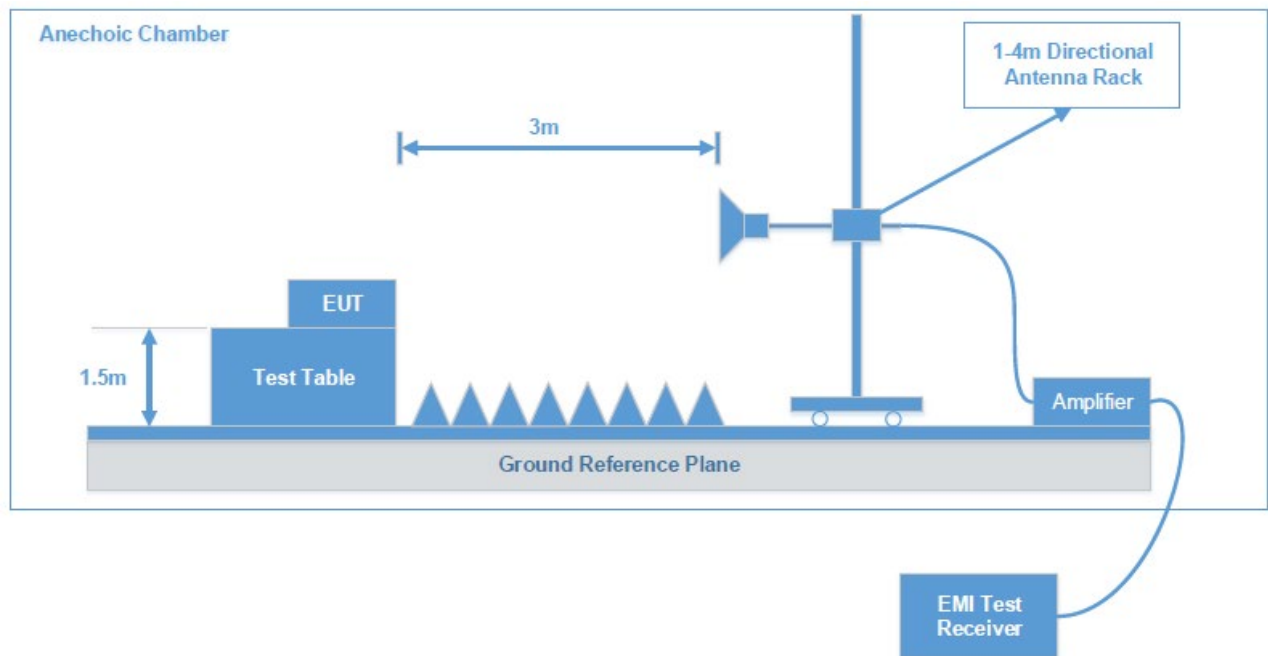 Anechoic Chamber
1-4m Directional
Antenna Rack
3m
EUT
1.5m
Test Table
Amplifier
Ground Reference Plane
EMI Test
Receiver